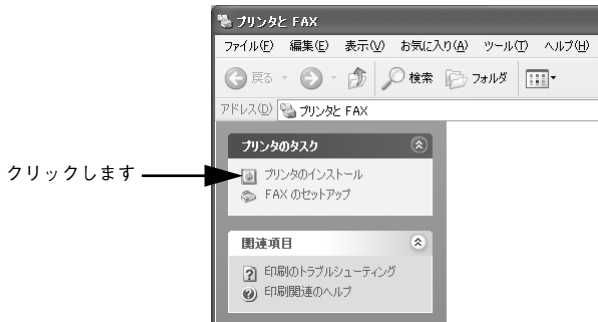 プリンタと FAX
ファイル(F) 編集(E) 表示(V) お気に入り(A) ツール(T) ヘルプ(H)
戻る 検索 フォルダ
アドレス(D) プリンタと FAX
プリンタのタスク
クリックします
プリンタのインストール
FAX のセットアップ
関連項目
印刷のトラブルシューティング
印刷関連のヘルプ